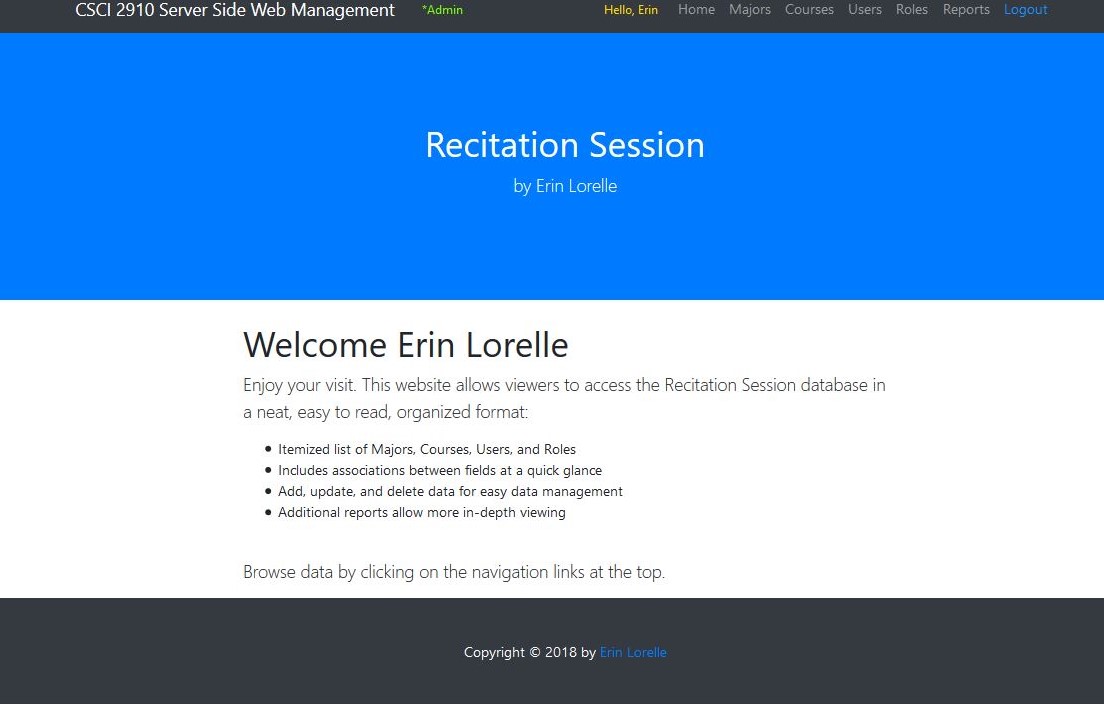 CSCI 2910 Server Side Web Management *Admin Hello, Erin Home Majors Courses Users Roles Reports Logout
Recitation Session
by Erin Lorelle
Welcome Erin Lorelle
Enjoy your visit. This website allows viewers to access the Recitation Session database in
a neat, easy to read, organized format:
• Itemized list of Majors, Courses, Users, and Roles
• Includes associations between fields at a quick glance
• Add, update, and delete data for easy data management
• Additional reports allow more in-depth viewing
Browse data by clicking on the navigation links at the top.
Copyright © 2018 by Erin Lorelle